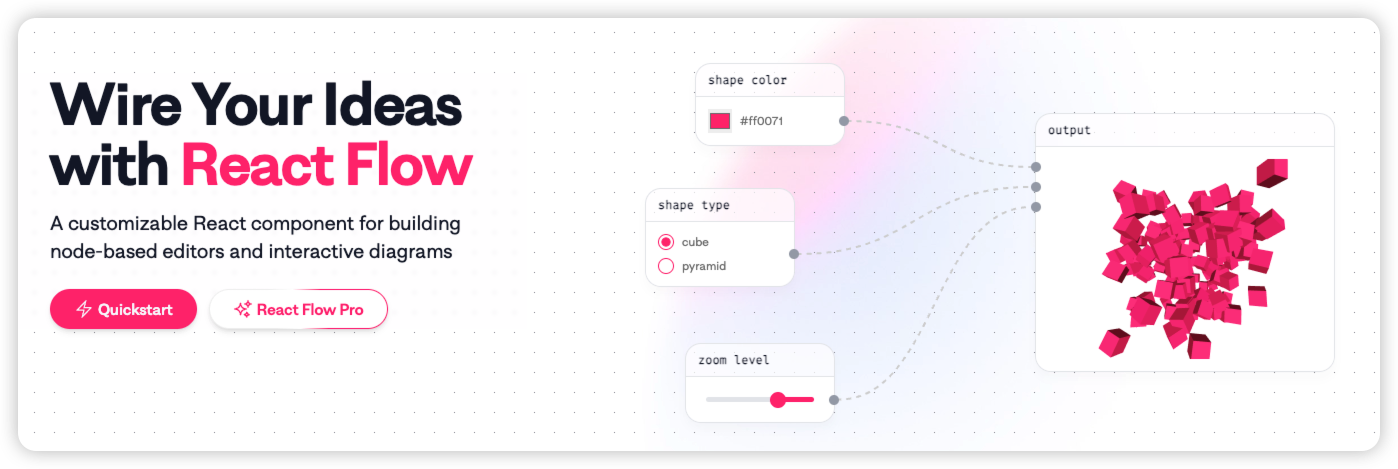 Wire Your Ideas
with React Flow
A customizable React component for building
node-based editors and interactive diagrams
Quickstart
React Flow Pro
shape color
#ff0071
shape type
cube
pyramid
zoom level
output